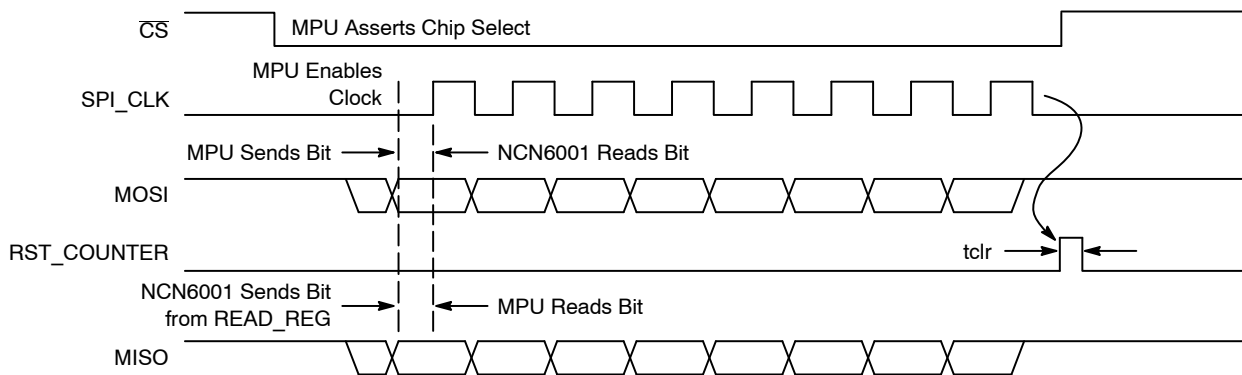 CS
MPU Asserts Chip Select
MPU Enables
Clock
SPI_CLK
MPU Sends Bit
NCN6001 Reads Bit
MOSI
RST_COUNTER
tclr
NCN6001 Sends Bit
from READ_REG
MPU Reads Bit
MISO